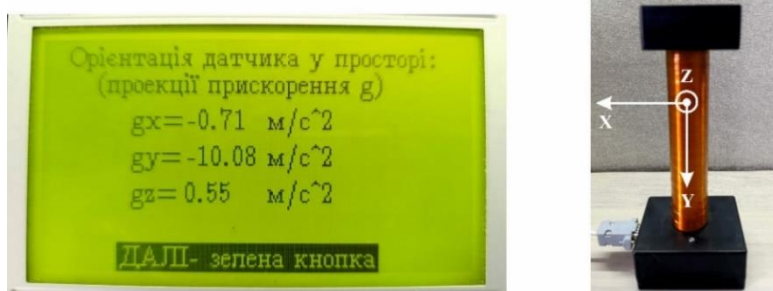 Орієнтація датчика у просторі:
(проекції прискорення g)
gx=-0.71 м/с^2
gy=-10.08 м/с^2
gz= 0.55 м/с^2
ДАЛІ- зелена кнопка
Z
X
Y